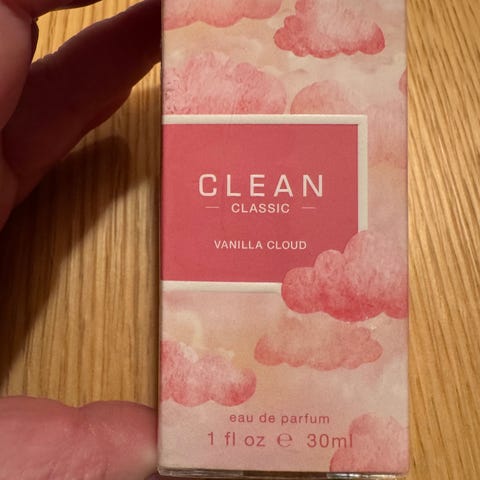 CLEAN
CLASSIC
VANILLA CLOUD
eau de parfum
1 fl oz ℮ 30ml